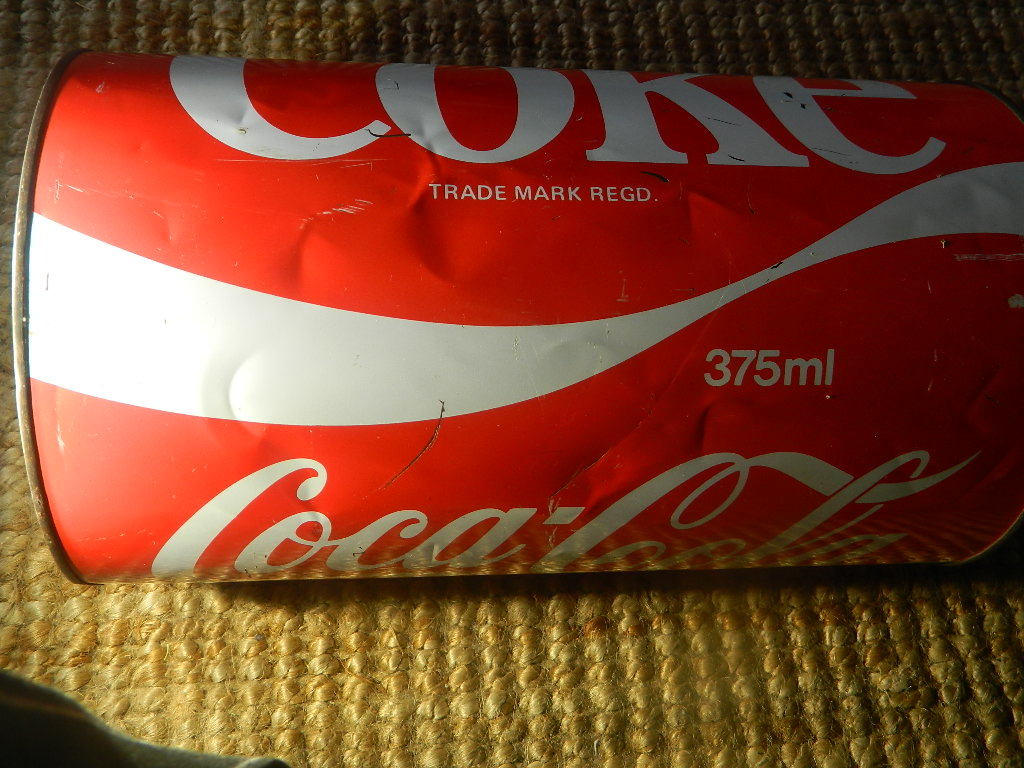 Coke
TRADE MARK REGD.
375ml
Coca-Cola